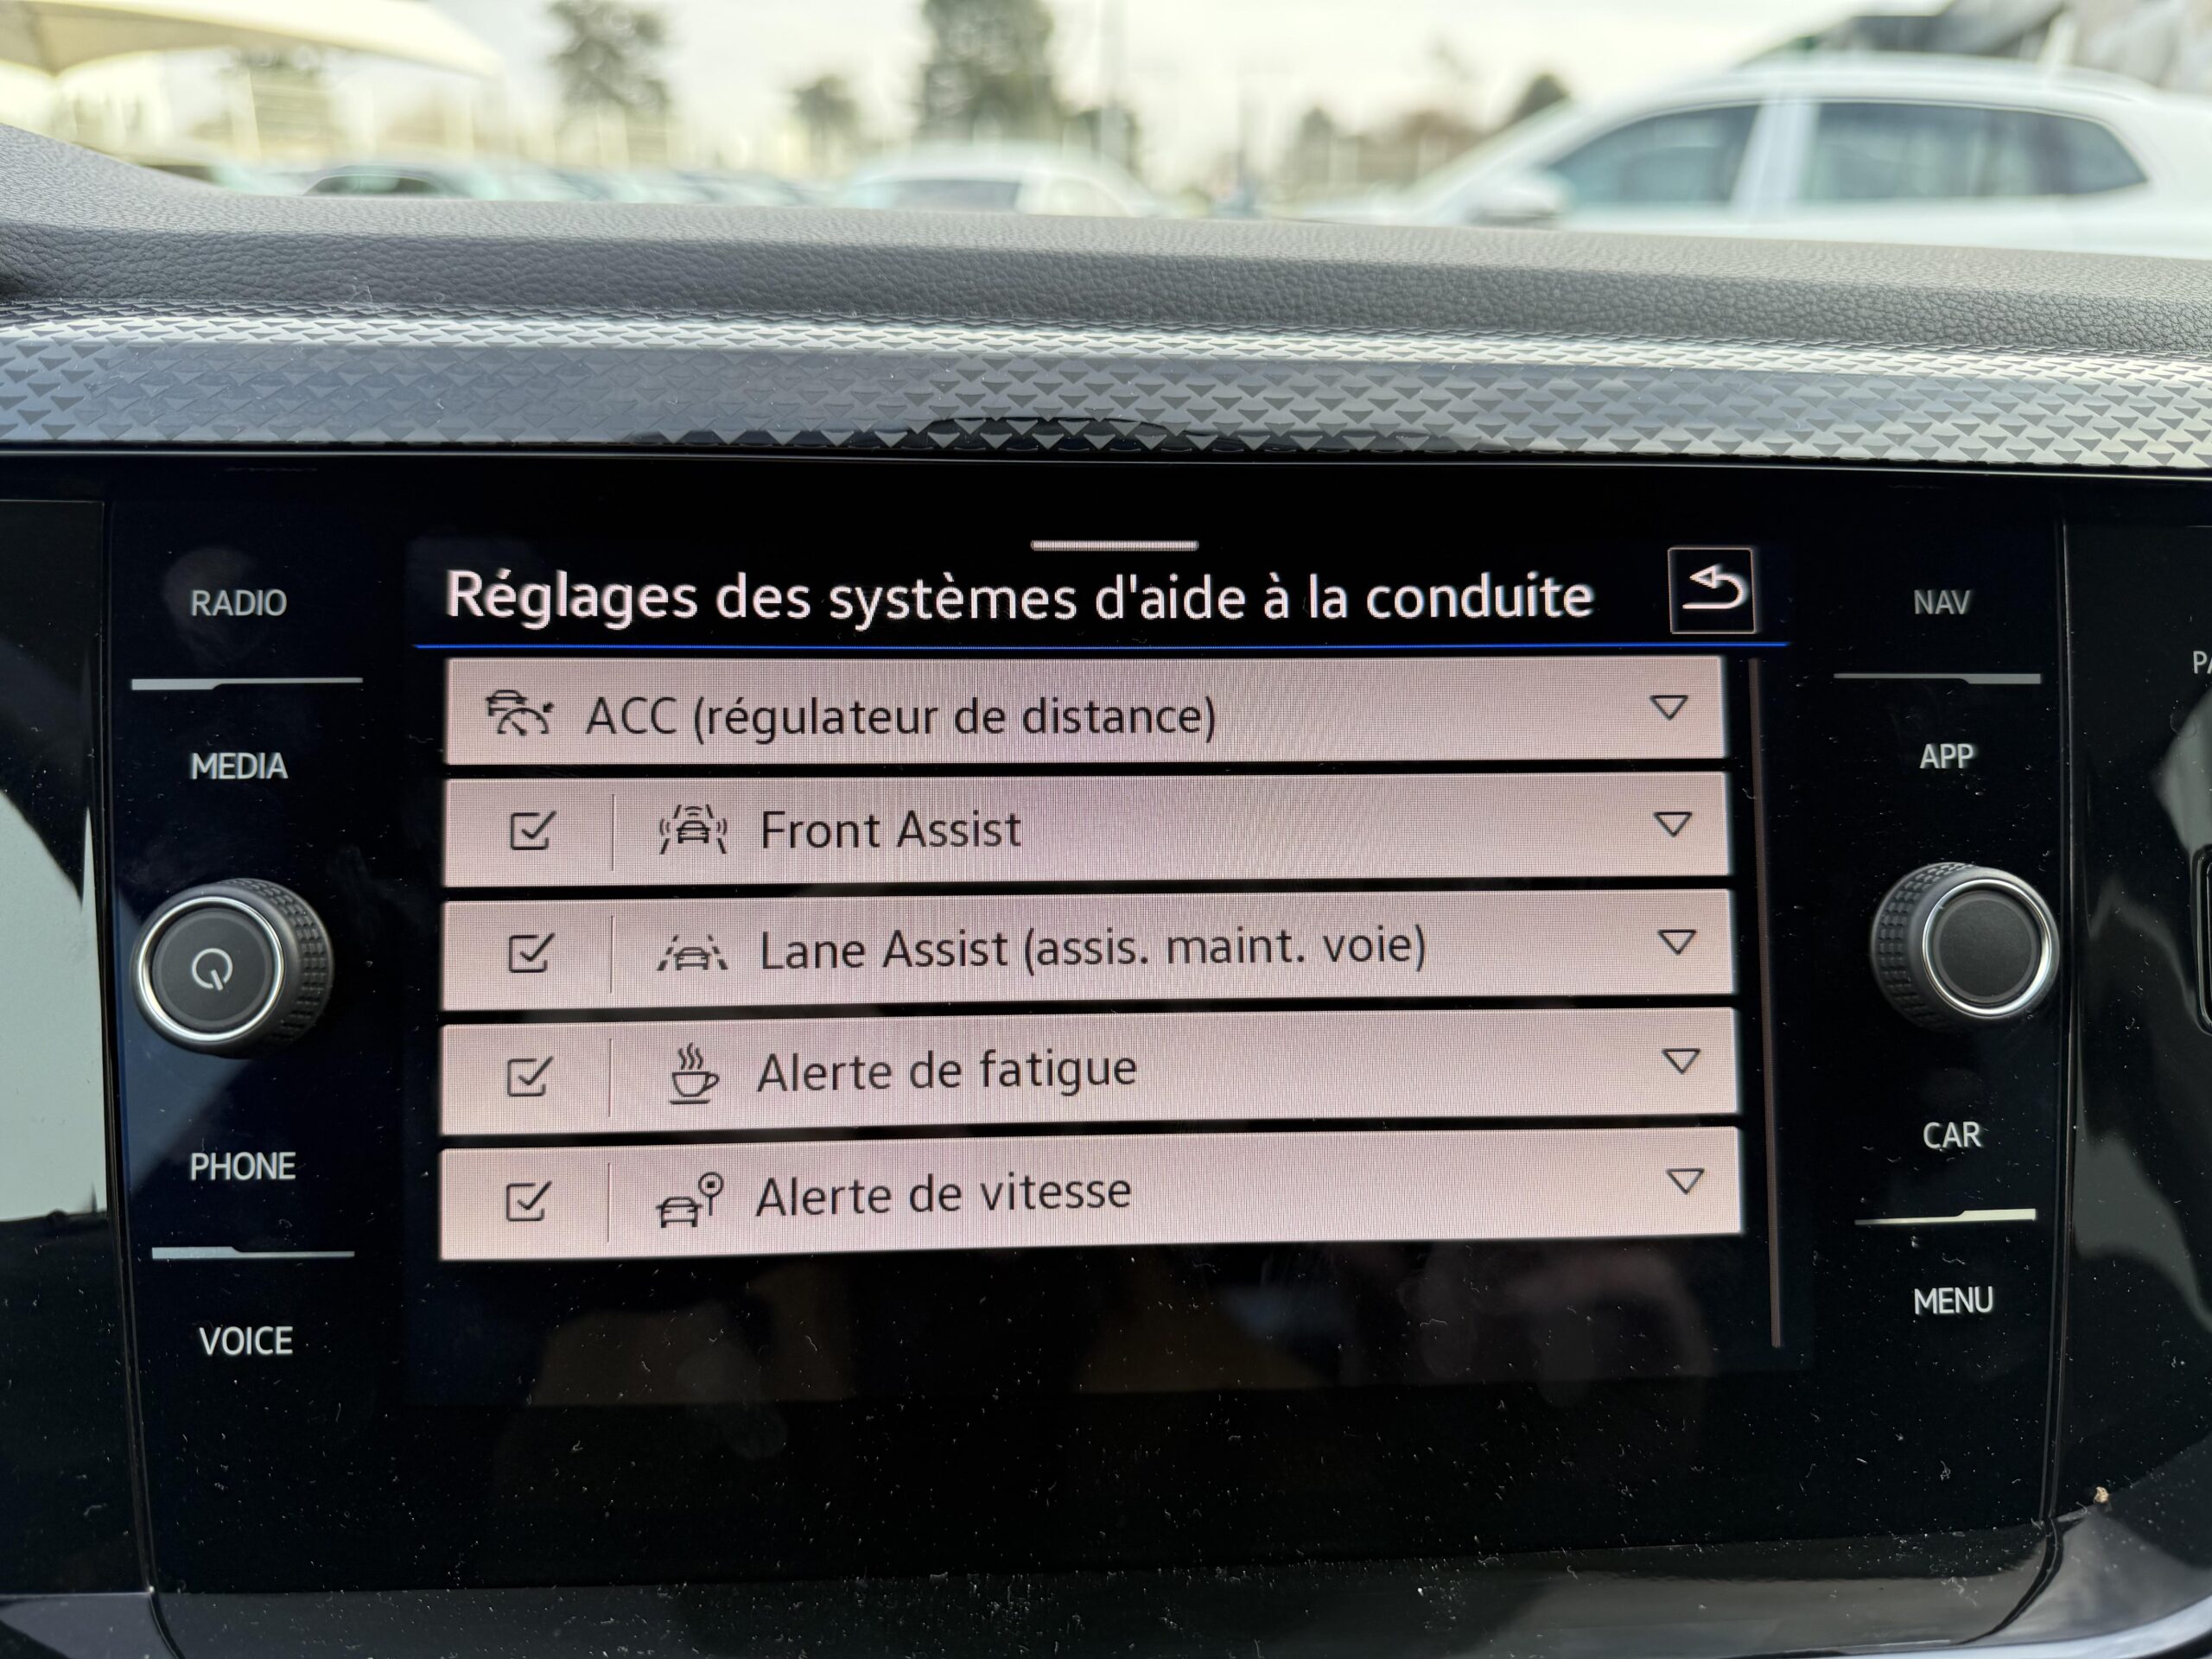 Réglages des systèmes d'aide à la conduite
ACC (régulateur de distance)
Front Assist
Lane Assist (assis. maint. voie)
Alerte de fatigue
Alerte de vitesse
RADIO
MEDIA
PHONE
VOICE
NAV
APP
CAR
MENU